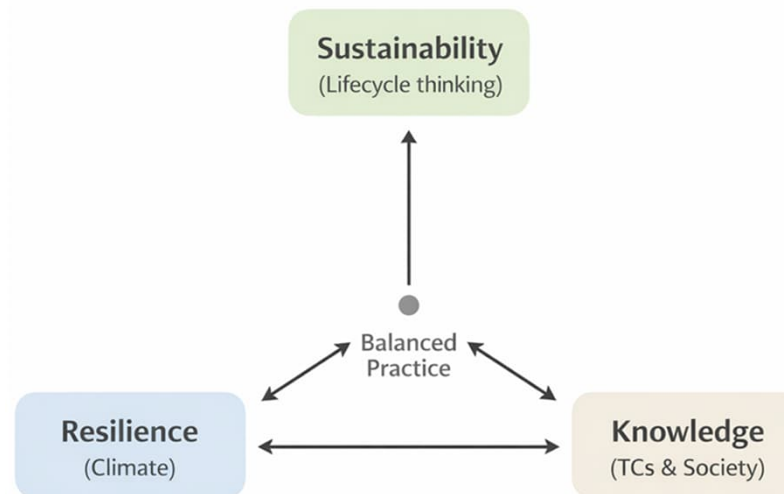 Sustainability
(Lifecycle thinking)
Balanced
Practice
Resilience
(Climate)
Knowledge
(TCs & Society)